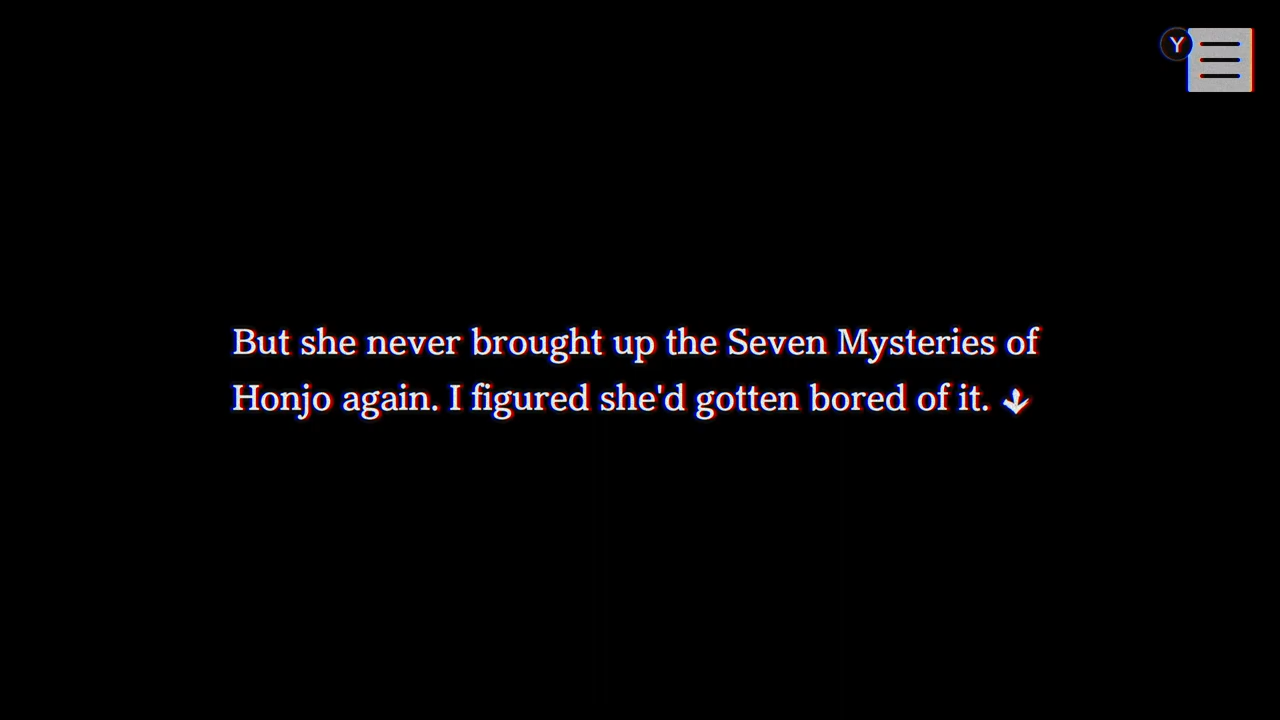 Y
But she never brought up the Seven Mysteries of
Honjo again. I figured she'd gotten bored of it.